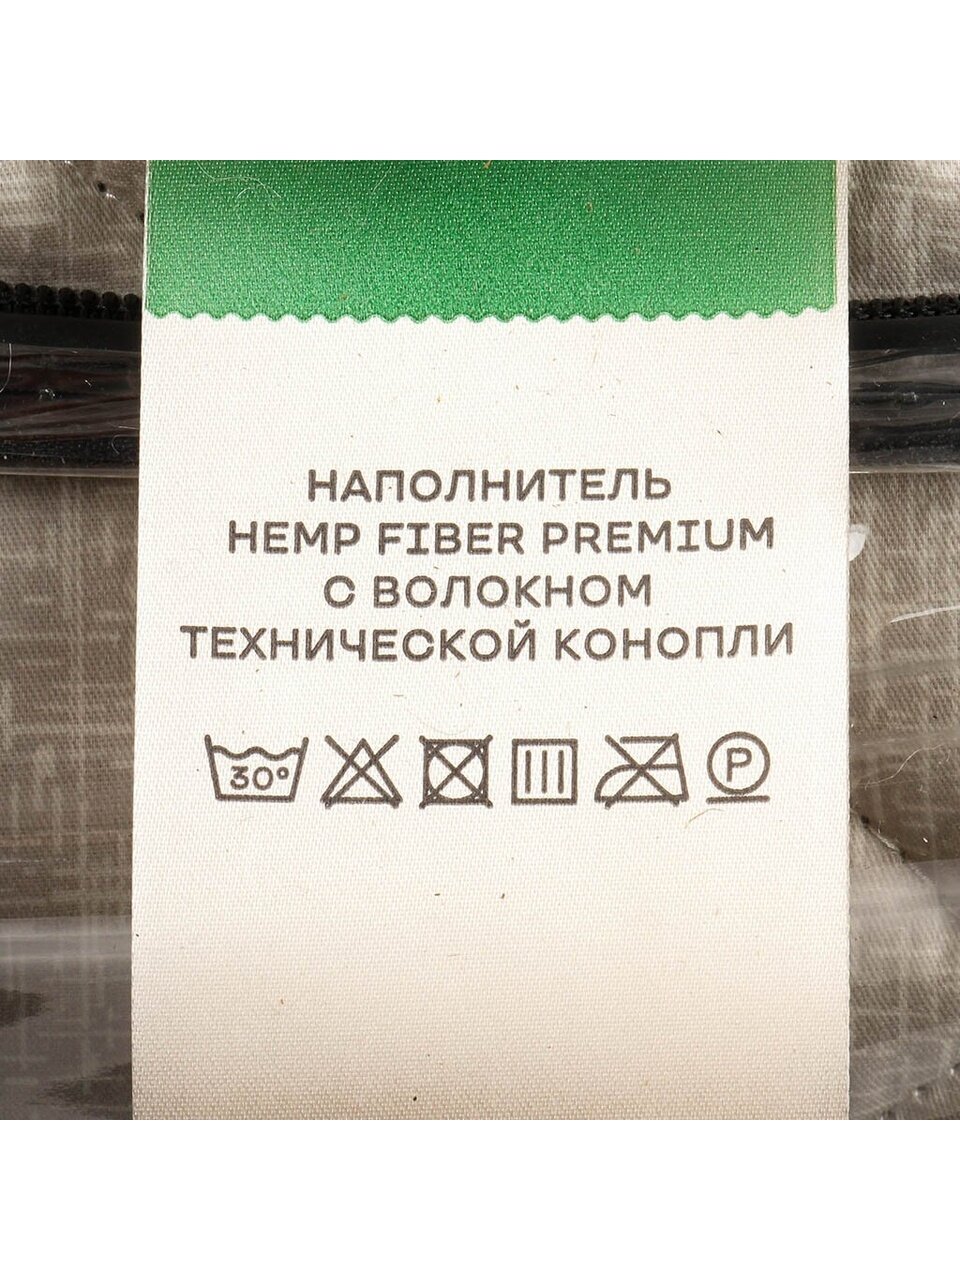 НАПОЛНИТЕЛЬ
HEMP FIBER PREMIUM
С ВОЛОКНОМ
ТЕХНИЧЕСКОЙ КОНОПЛИ
30° P